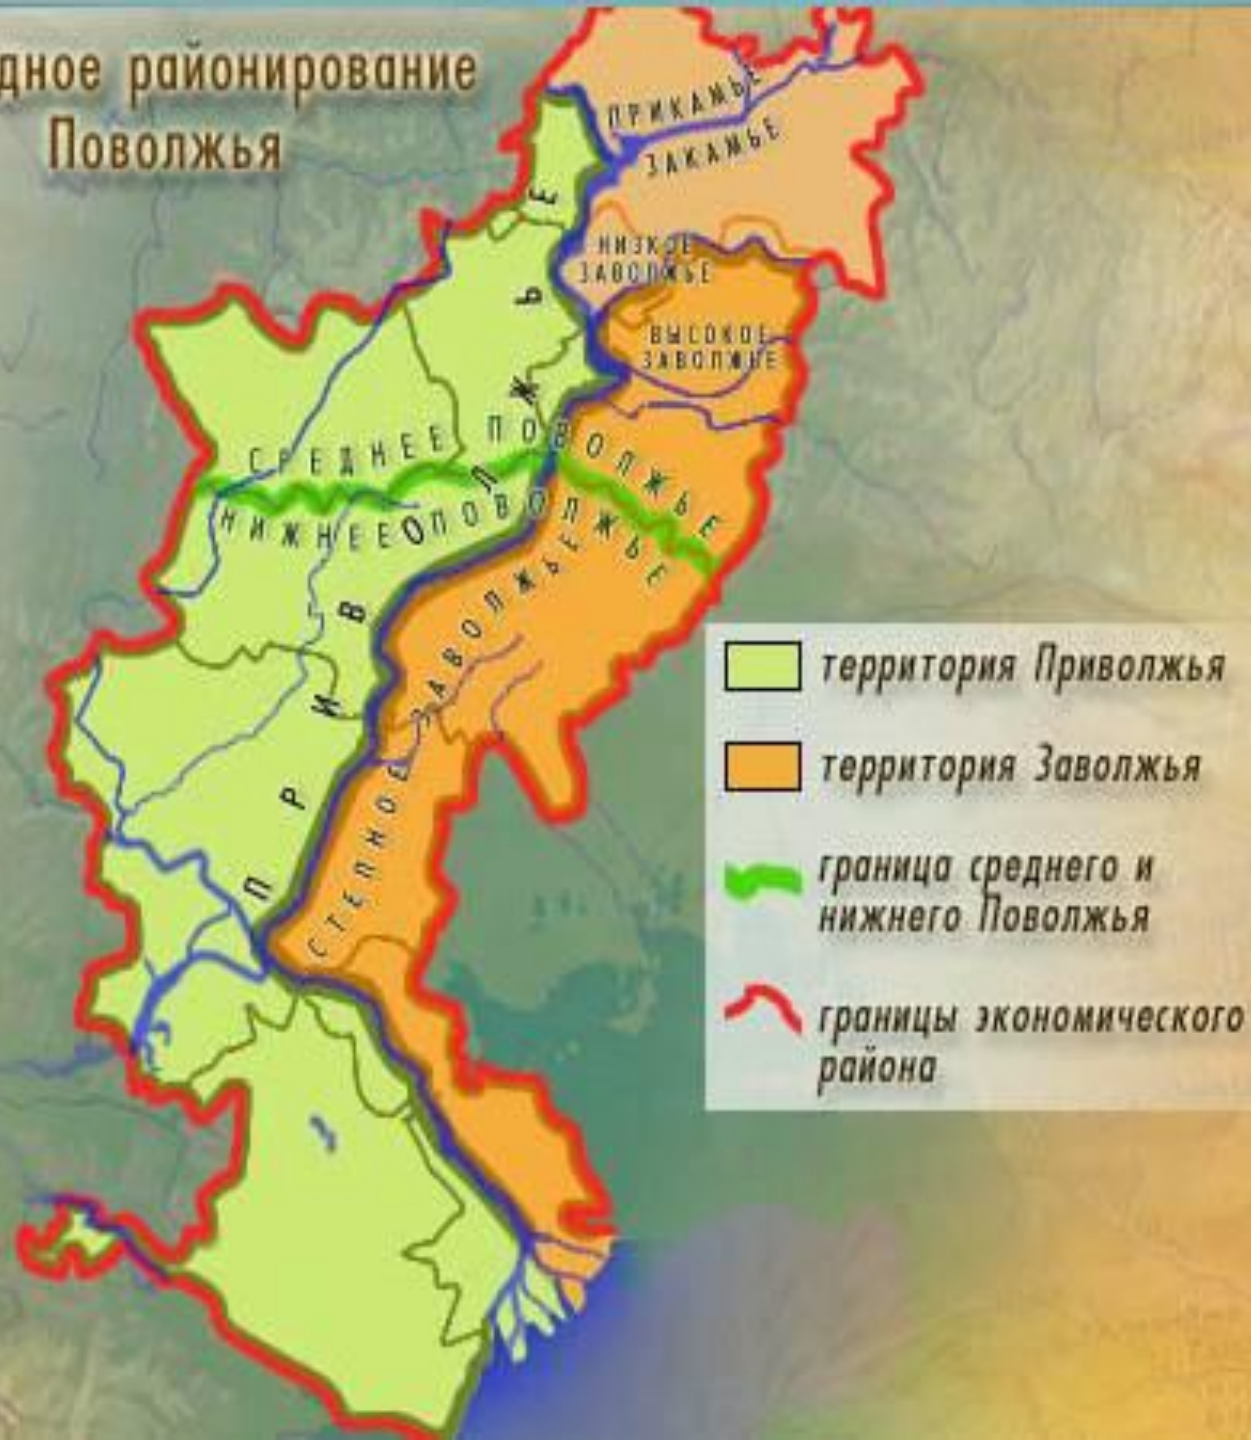 дное районирование
Поволжья
ПРИКАМЬЕ
ЗАКАМЬЕ
НИЗКОЕ
ЗАВОЛЖЬЕ
ВЫСОКОЕ
ЗАВОЛЖЬЕ
СРЕДНЕЕ ПОВОЛЖЬЕ
НИЖНЕЕ ПОВОЛЖЬЕ
ПРИВОЛЖЬЕ
СТЕПНОЕ ЗАВОЛЖЬЕ
территория Приволжья
территория Заволжья
граница среднего и
нижнего Поволжья
границы экономического
района